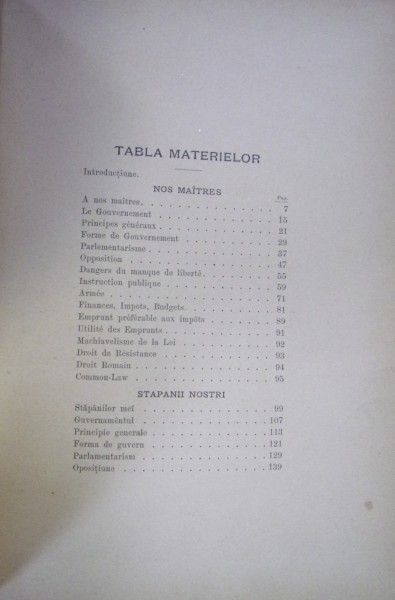 TABLA MATERIELOR
Introducțiune.
NOS MAÎTRES
Pag.
A nos maîtres. 7
Le Gouvernement 15
Principes généraux 21
Forme de Gouvernement 29
Parlementarisme 37
Opposition 47
Dangers du manque de liberté 55
Instruction publique 59
Armée 71
Finances, Impots, Budgets 81
Emprunt préférable aux impôts 89
Utilité des Emprunts 91
Machiavelisme de la Loi 92
Droit de Résistance 93
Droit Romain 94
Common-Law 95
STAPANII NOSTRI
Stăpânilor meĭ 99
Guvernamêntul 107
Principie generale 113
Forma de guvern 121
Parlamentarism 129
Opozițiune 139